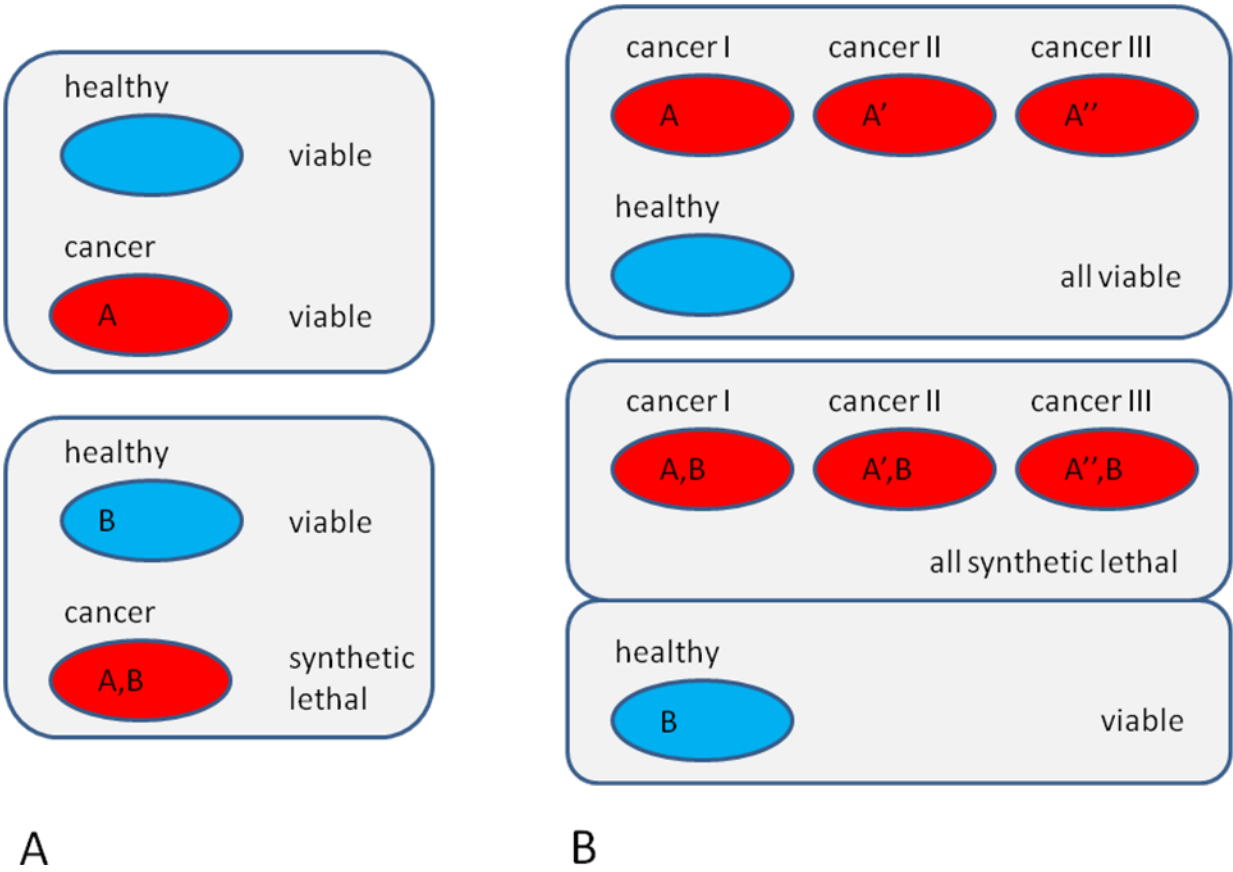 healthy
viable
cancer
A
viable
healthy
B
viable
cancer
A,B
synthetic
lethal
A
cancer I
cancer II
cancer III
A
A′
A′′
healthy
all viable
cancer I
cancer II
cancer III
A,B
A′,B
A′′,B
all synthetic lethal
healthy
B
viable
B